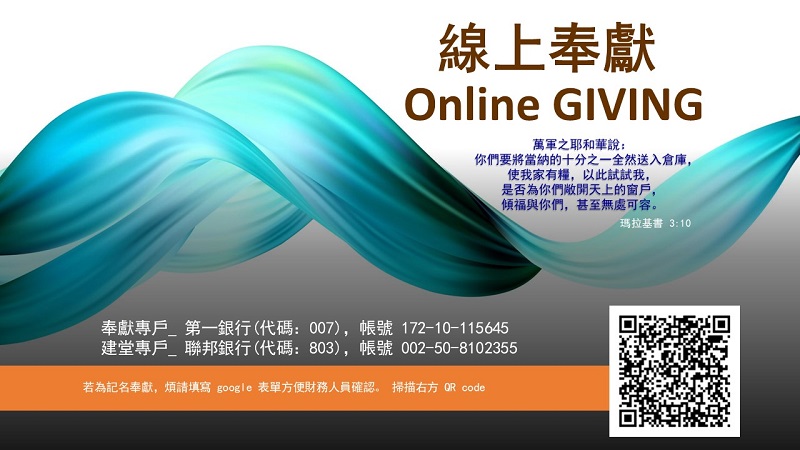 線上奉獻
Online GIVING
萬軍之耶和華說：
你們要將當納的十分之一全然送入倉庫，
使我家有糧，以此試試我，
是否為你們敞開天上的窗戶，
傾福與你們，甚至無處可容。
瑪拉基書 3:10
奉獻專戶_ 第一銀行(代碼：007)，帳號 172-10-115645
建堂專戶_ 聯邦銀行(代碼：803)，帳號 002-50-8102355
若為記名奉獻，煩請填寫 google 表單方便財務人員確認。 掃描右方 QR code